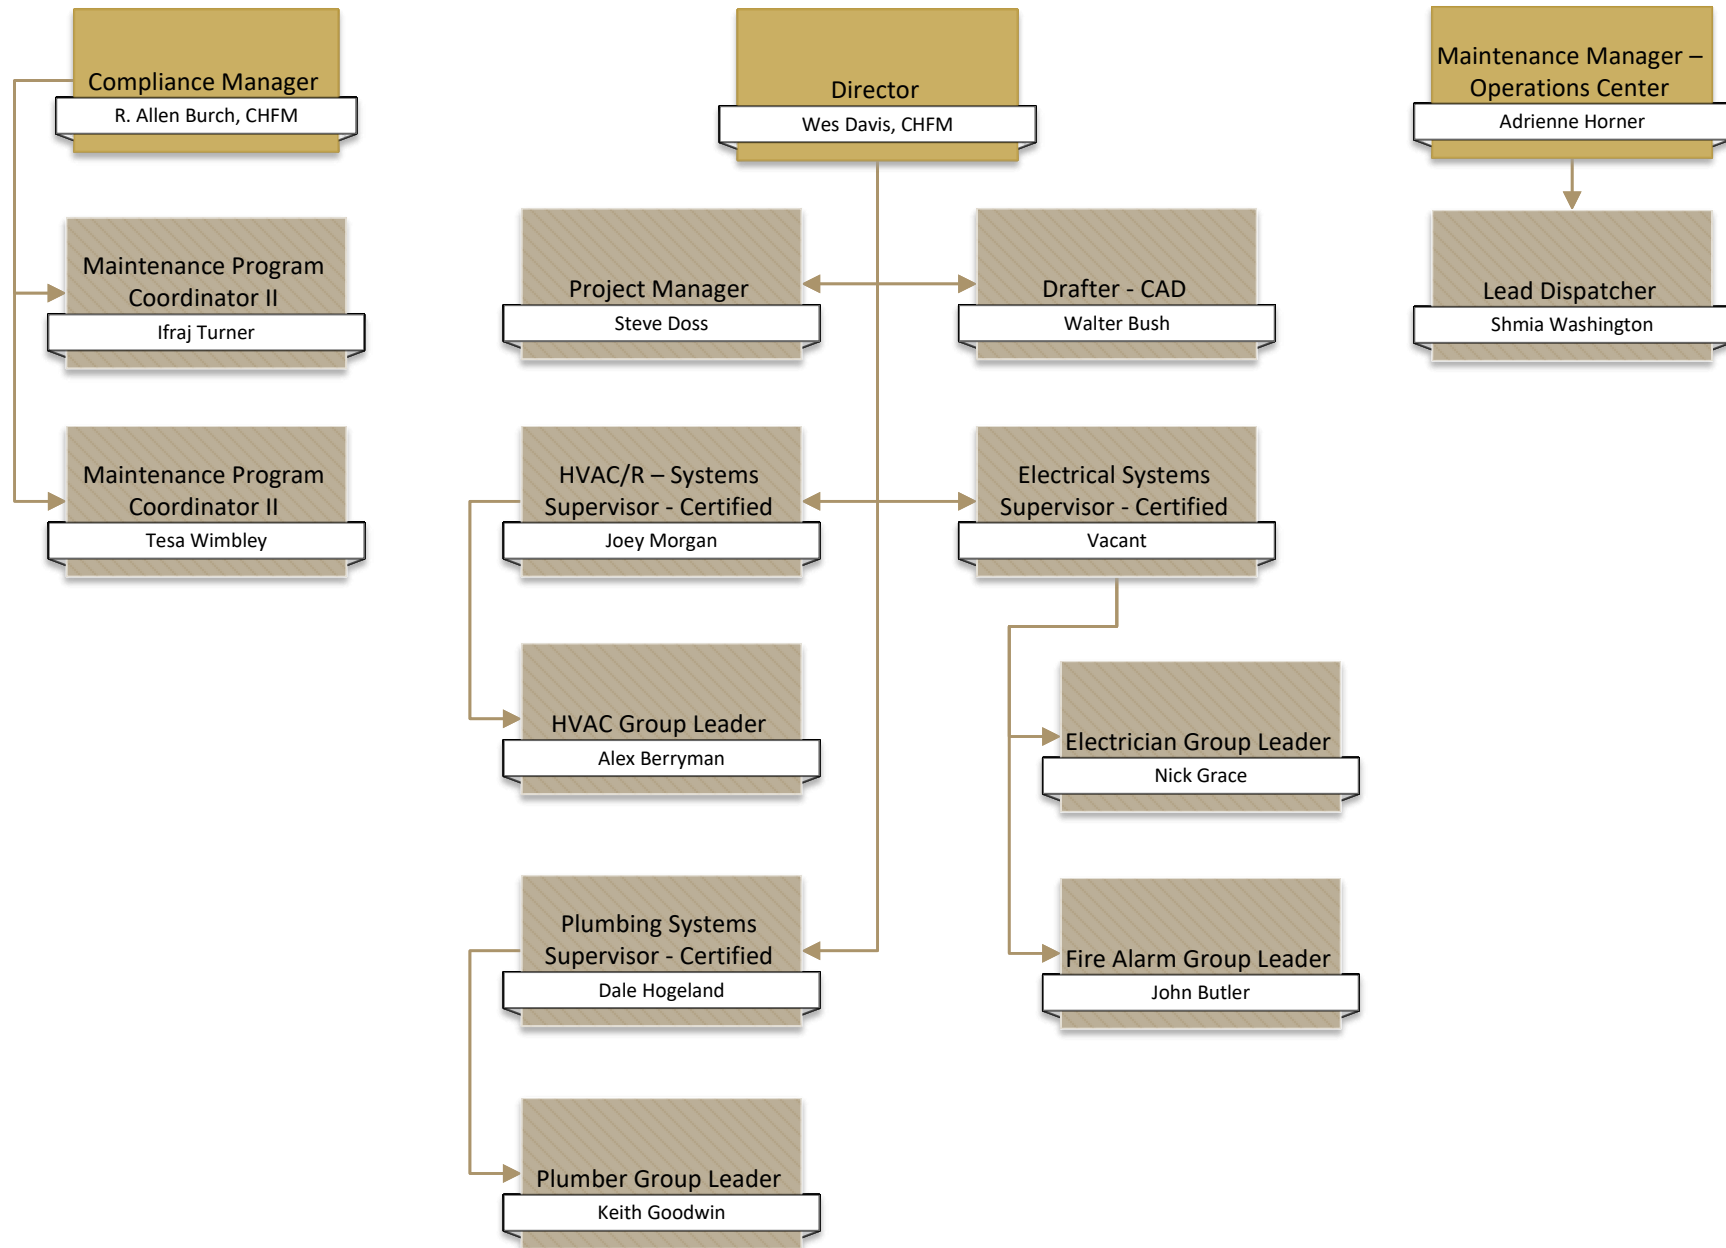 Compliance Manager
R. Allen Burch, CHFM
Director
Wes Davis, CHFM
Maintenance Manager –
Operations Center
Adrienne Horner
Maintenance Program
Coordinator II
Ifraj Turner
Project Manager
Steve Doss
Drafter - CAD
Walter Bush
Lead Dispatcher
Shmia Washington
Maintenance Program
Coordinator II
Tesa Wimbley
HVAC/R – Systems
Supervisor - Certified
Joey Morgan
Electrical Systems
Supervisor - Certified
Vacant
HVAC Group Leader
Alex Berryman
Electrician Group Leader
Nick Grace
Plumbing Systems
Supervisor - Certified
Dale Hogeland
Fire Alarm Group Leader
John Butler
Plumber Group Leader
Keith Goodwin